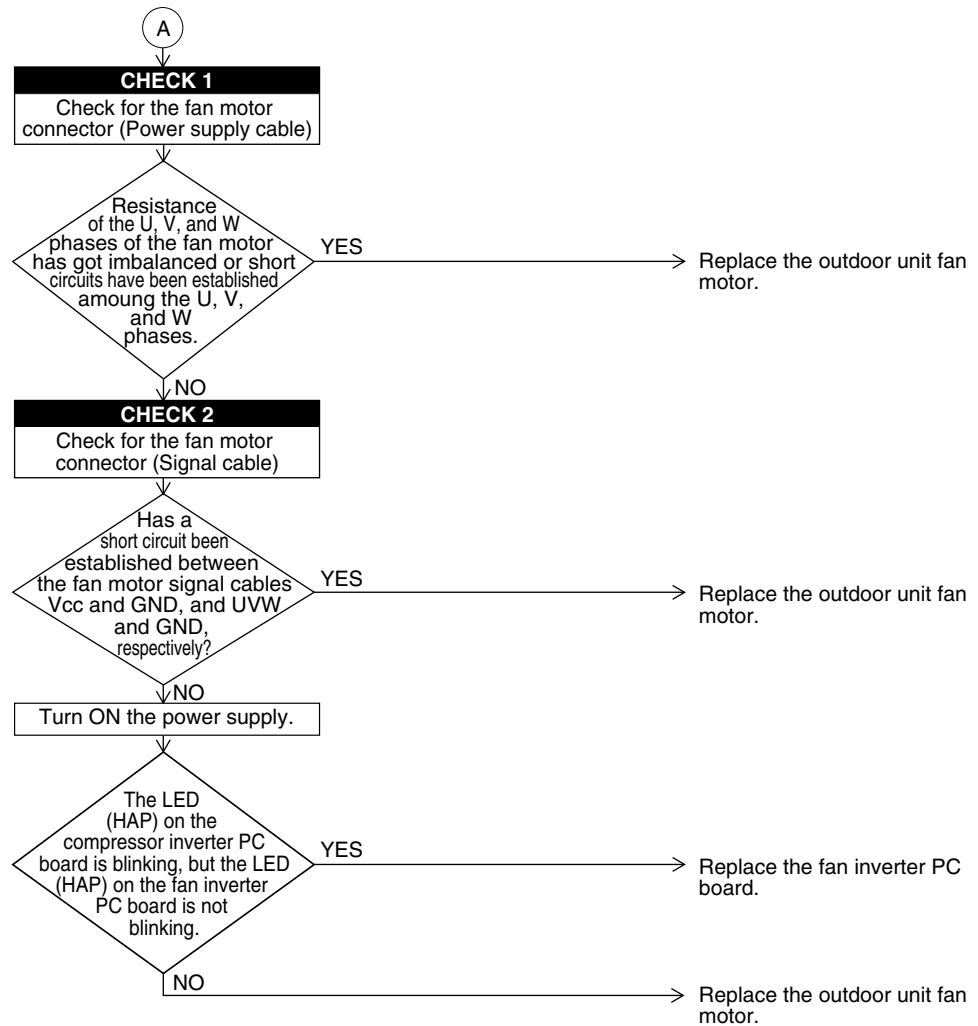 A
CHECK 1
Check for the fan motor
connector (Power supply cable)
Resistance
of the U, V, and W
phases of the fan motor
has got imbalanced or short
circuits have been established
amoung the U, V,
and W
phases.
YES
Replace the outdoor unit fan
motor.
NO
CHECK 2
Check for the fan motor
connector (Signal cable)
Has a
short circuit been
established between
the fan motor signal cables
Vcc and GND, and UVW
and GND,
respectively?
YES
Replace the outdoor unit fan
motor.
NO
Turn ON the power supply.
The LED
(HAP) on the
compressor inverter PC
board is blinking, but the LED
(HAP) on the fan inverter
PC board is not
blinking.
YES
Replace the fan inverter PC
board.
NO
Replace the outdoor unit fan
motor.